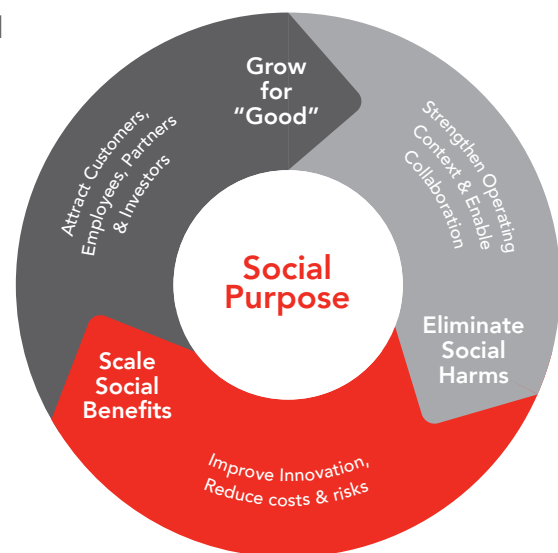 Grow
for
“Good”
Strengthen Operating
Context & Enable
Collaboration
Eliminate
Social
Harms
Improve Innovation,
Reduce costs & risks
Scale
Social
Benefits
Attract Customers,
Employees, Partners
& Investors
Social
Purpose